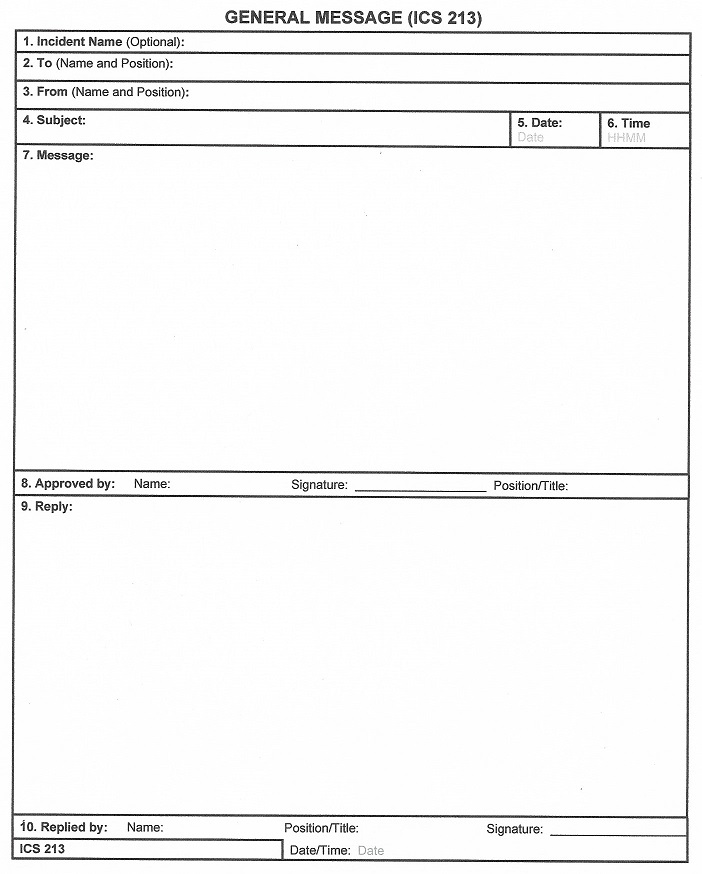 GENERAL MESSAGE (ICS 213)
1. Incident Name (Optional):
2. To (Name and Position):
3. From (Name and Position):
4. Subject:
5. Date:
Date
6. Time
HHMM
7. Message:
8. Approved by: Name: Signature: Position/Title:
9. Reply:
10. Replied by: Name: Position/Title: Signature:
ICS 213
Date/Time: Date